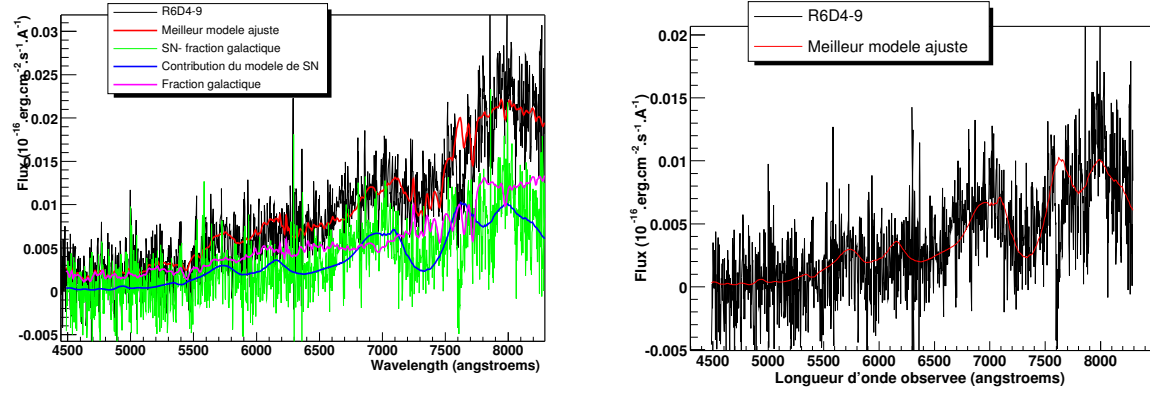 R6D4-9
Meilleur modele ajuste
SN- fraction galactique
Contribution du modele de SN
Fraction galactique
Flux (10⁻¹⁶.erg.cm⁻².s⁻¹.A⁻¹)
0.03
0.025
0.02
0.015
0.01
0.005
0
-0.005
4500 5000 5500 6000 6500 7000 7500 8000
Wavelength (angstroems)
R6D4-9
Meilleur modele ajuste
Flux (10⁻¹⁶.erg.cm⁻².s⁻¹.A⁻¹)
0.02
0.015
0.01
0.005
0
-0.005
4500 5000 5500 6000 6500 7000 7500 8000
Longueur d'onde observee (angstroems)